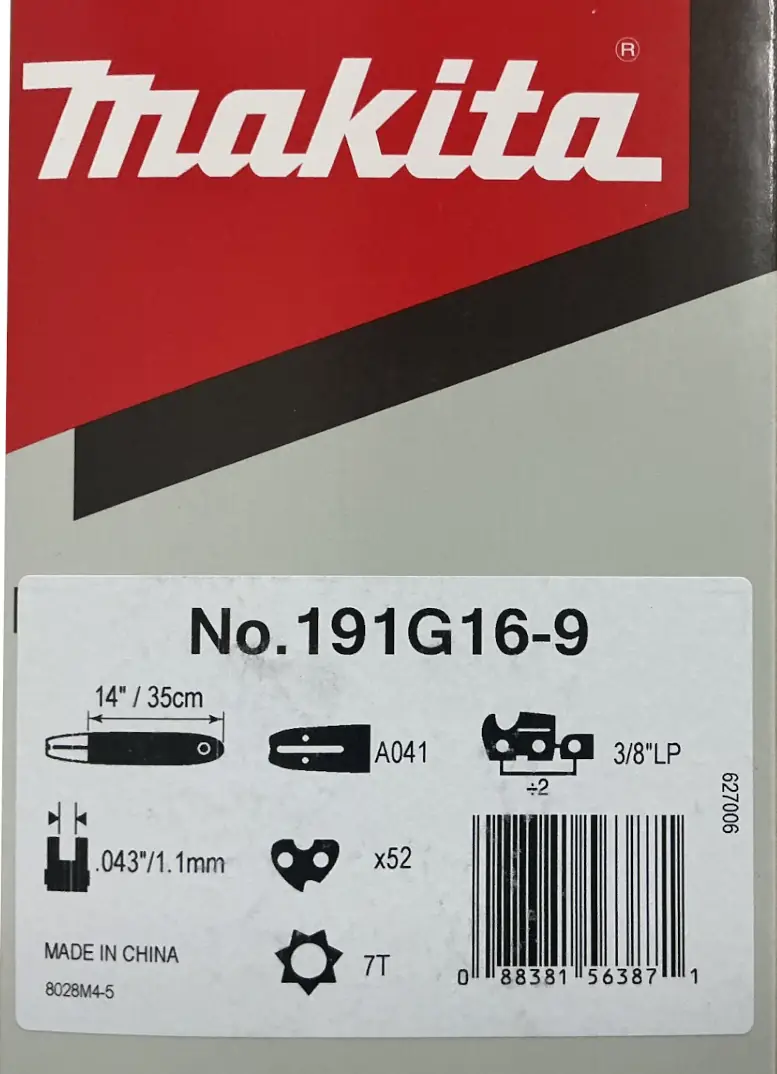 makita ®
No.191G16-9
14" / 35cm
A041
3/8"LP
÷2
.043"/1.1mm
x52
7T
627006
MADE IN CHINA
8028M4-5
0 88381 56387 1